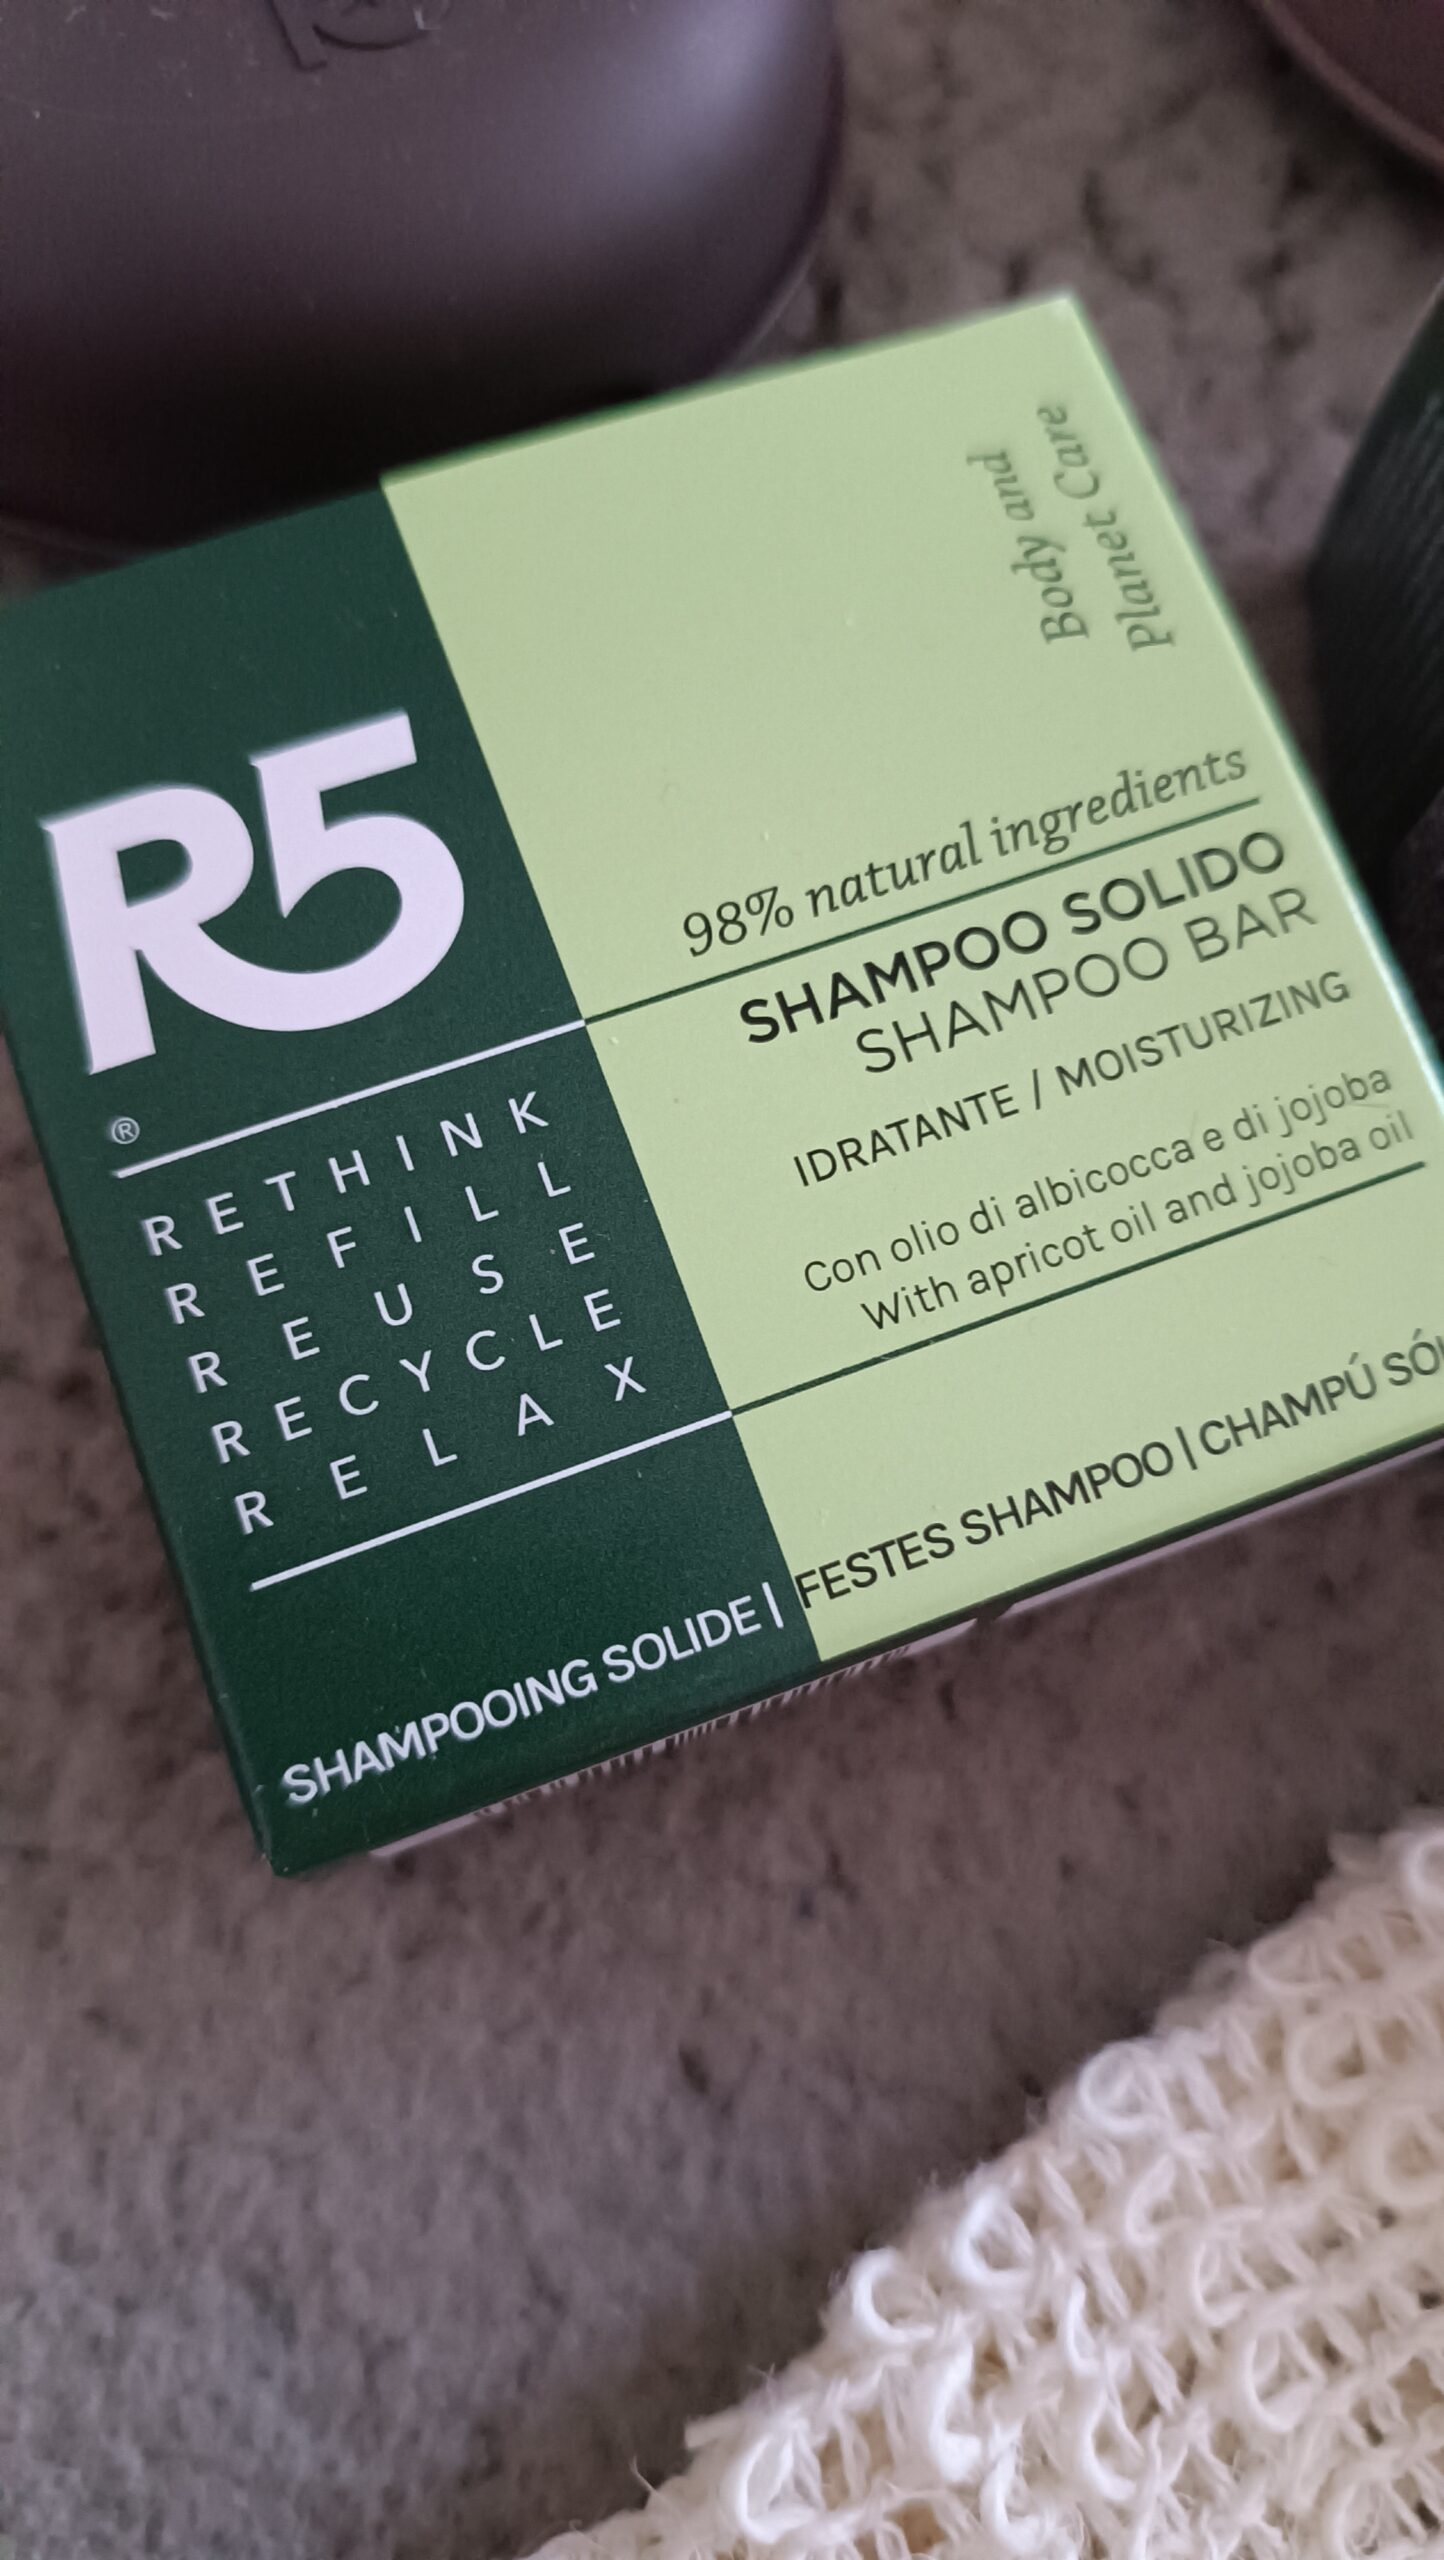 Body and
Planet Care
R5
®
RETHINK
REFILL
REUSE
RECYCLE
RELAX
98% natural ingredients
SHAMPOO SOLIDO
SHAMPOO BAR
IDRATANTE / MOISTURIZING
Con olio di albicocca e di jojoba
With apricot oil and jojoba oil
SHAMPOOING SOLIDE | FESTES SHAMPOO | CHAMPÚ